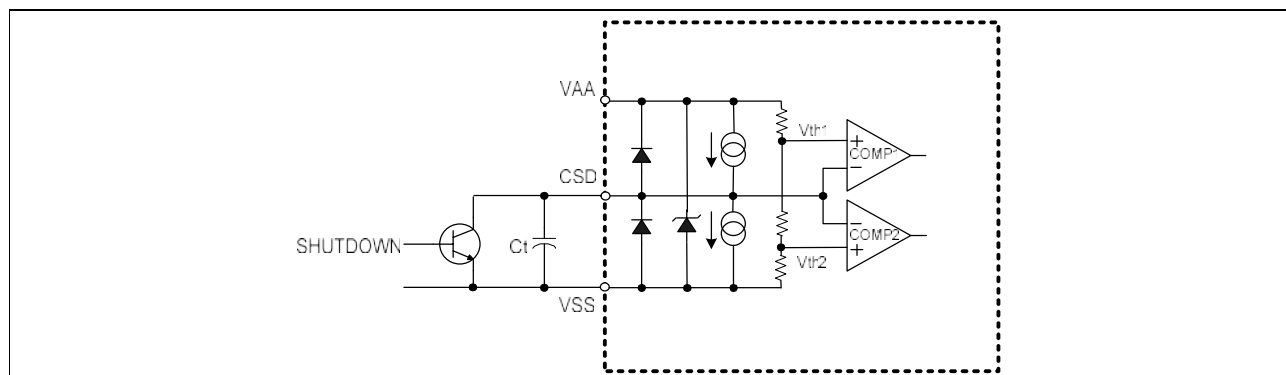 VAA
Vth1
+
COMP1
−
CSD
−
COMP2
+
SHUTDOWN
Ct
Vth2
VSS